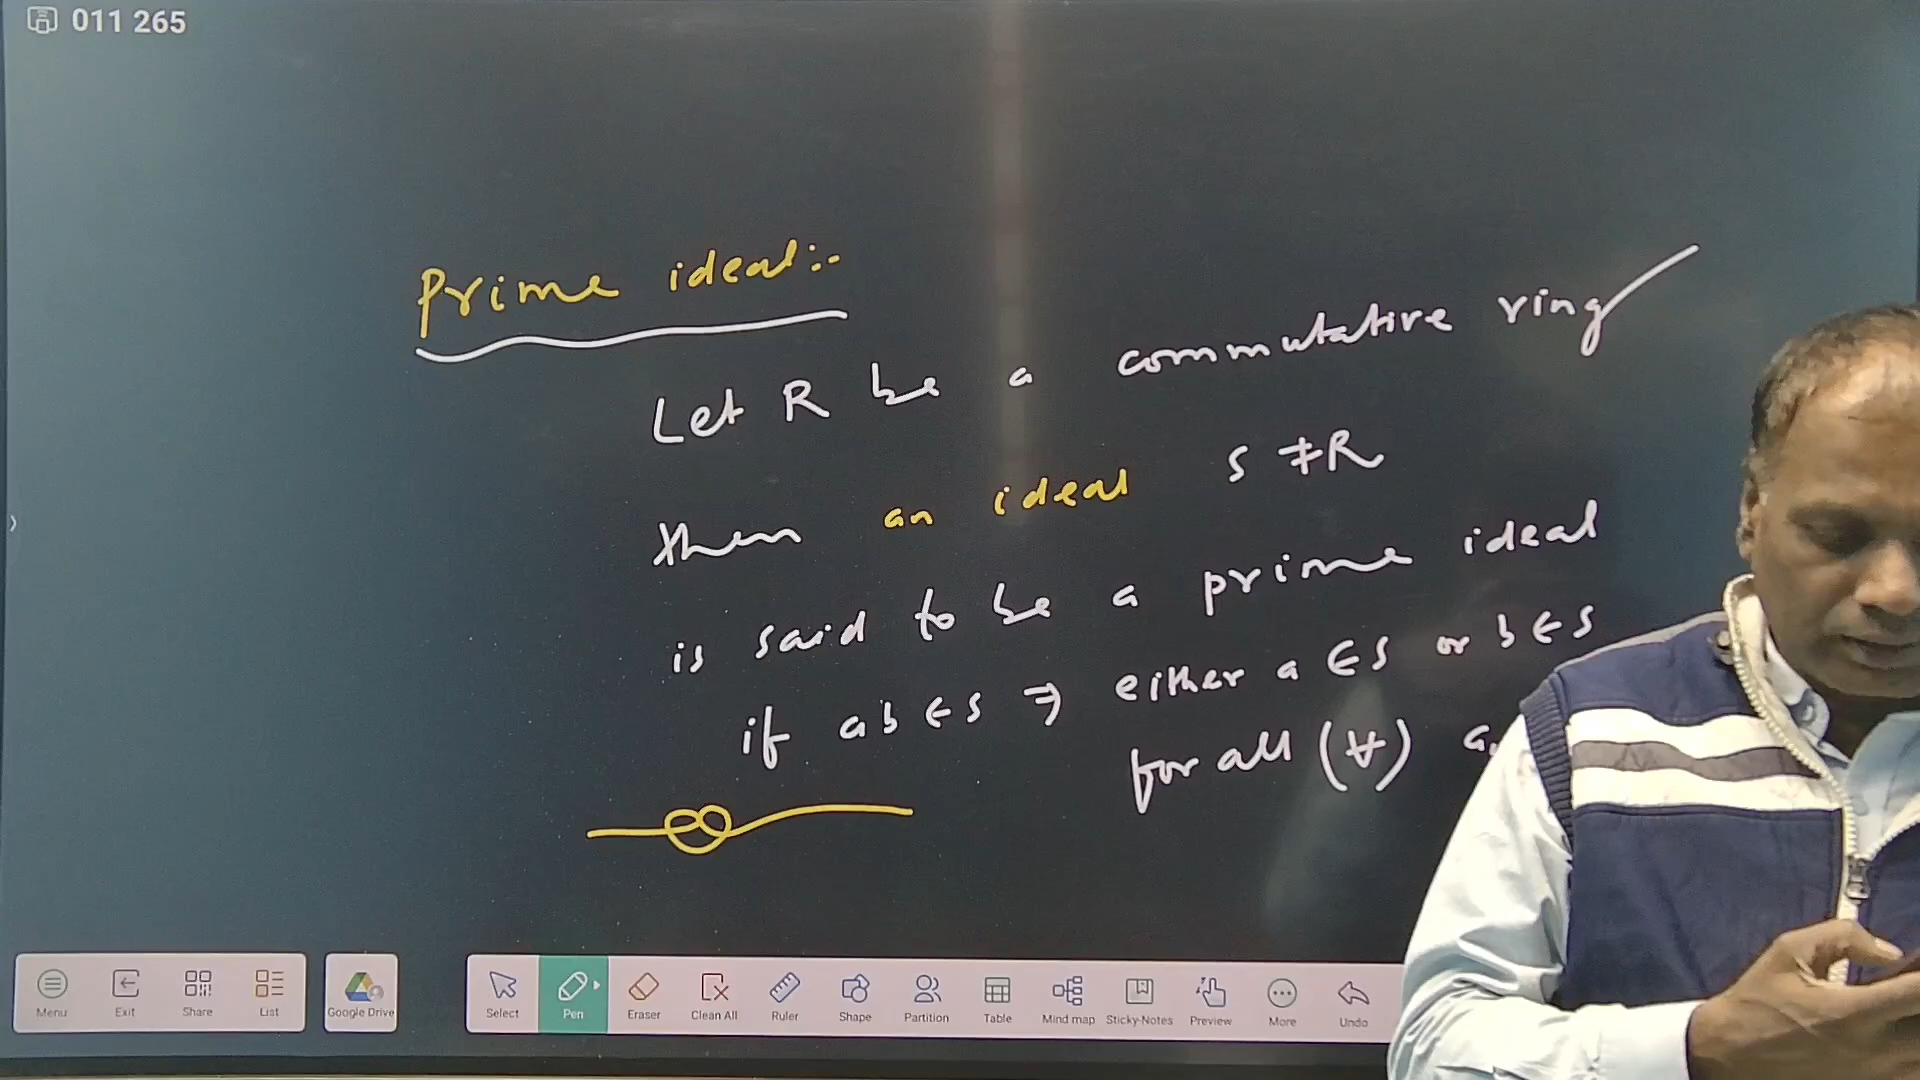 011 265
Prime ideal:-
Let R be a commutative ring
then an ideal S ≠ R
is said to be a prime ideal
if ab ∈ S ⇒ either a ∈ S or b ∈ S
for all (∀) a,
Menu Exit Share List Google Drive Select Pen Eraser Clean All Ruler Shape Partition Table Mind map Sticky-Notes Preview More Undo